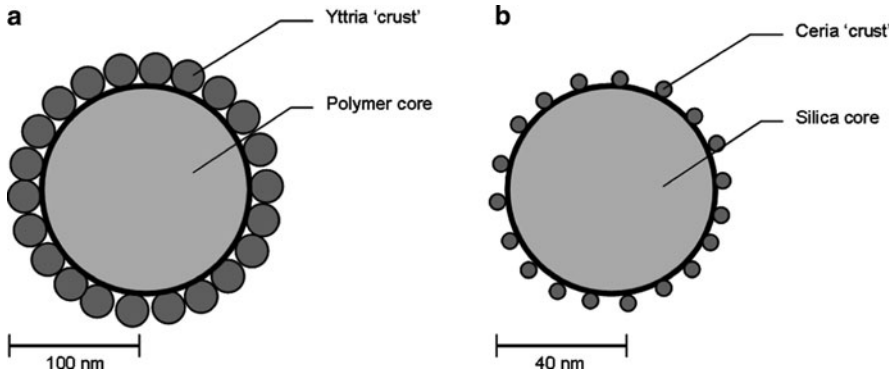 a
Yttria ‘crust’
Polymer core
100 nm
b
Ceria ‘crust’
Silica core
40 nm